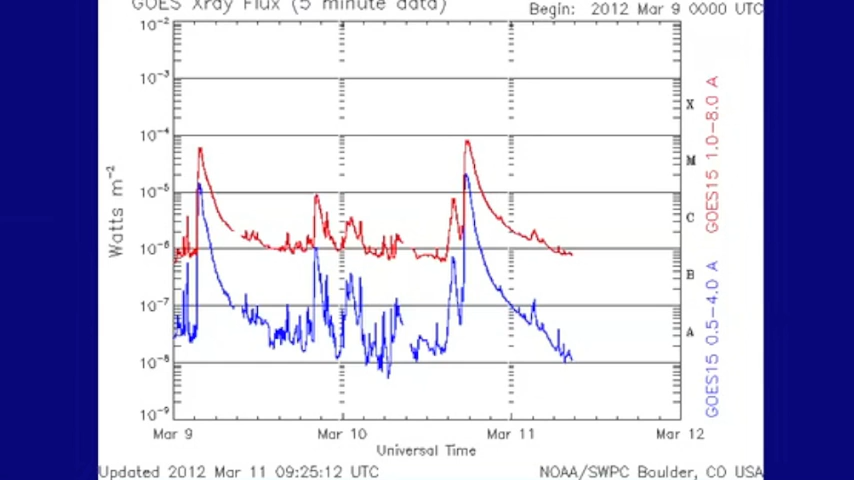 GOES Xray Flux (5 minute data)
Begin: 2012 Mar 9 0000 UTC
10⁻²
10⁻³
10⁻⁴
10⁻⁵
10⁻⁶
10⁻⁷
10⁻⁸
10⁻⁹
Watts m⁻²
X
M
C
B
A
GOES15 1.0-8.0 A
GOES15 0.5-4.0 A
Mar 9
Mar 10
Mar 11
Mar 12
Universal Time
Updated 2012 Mar 11 09:25:12 UTC
NOAA/SWPC Boulder, CO USA